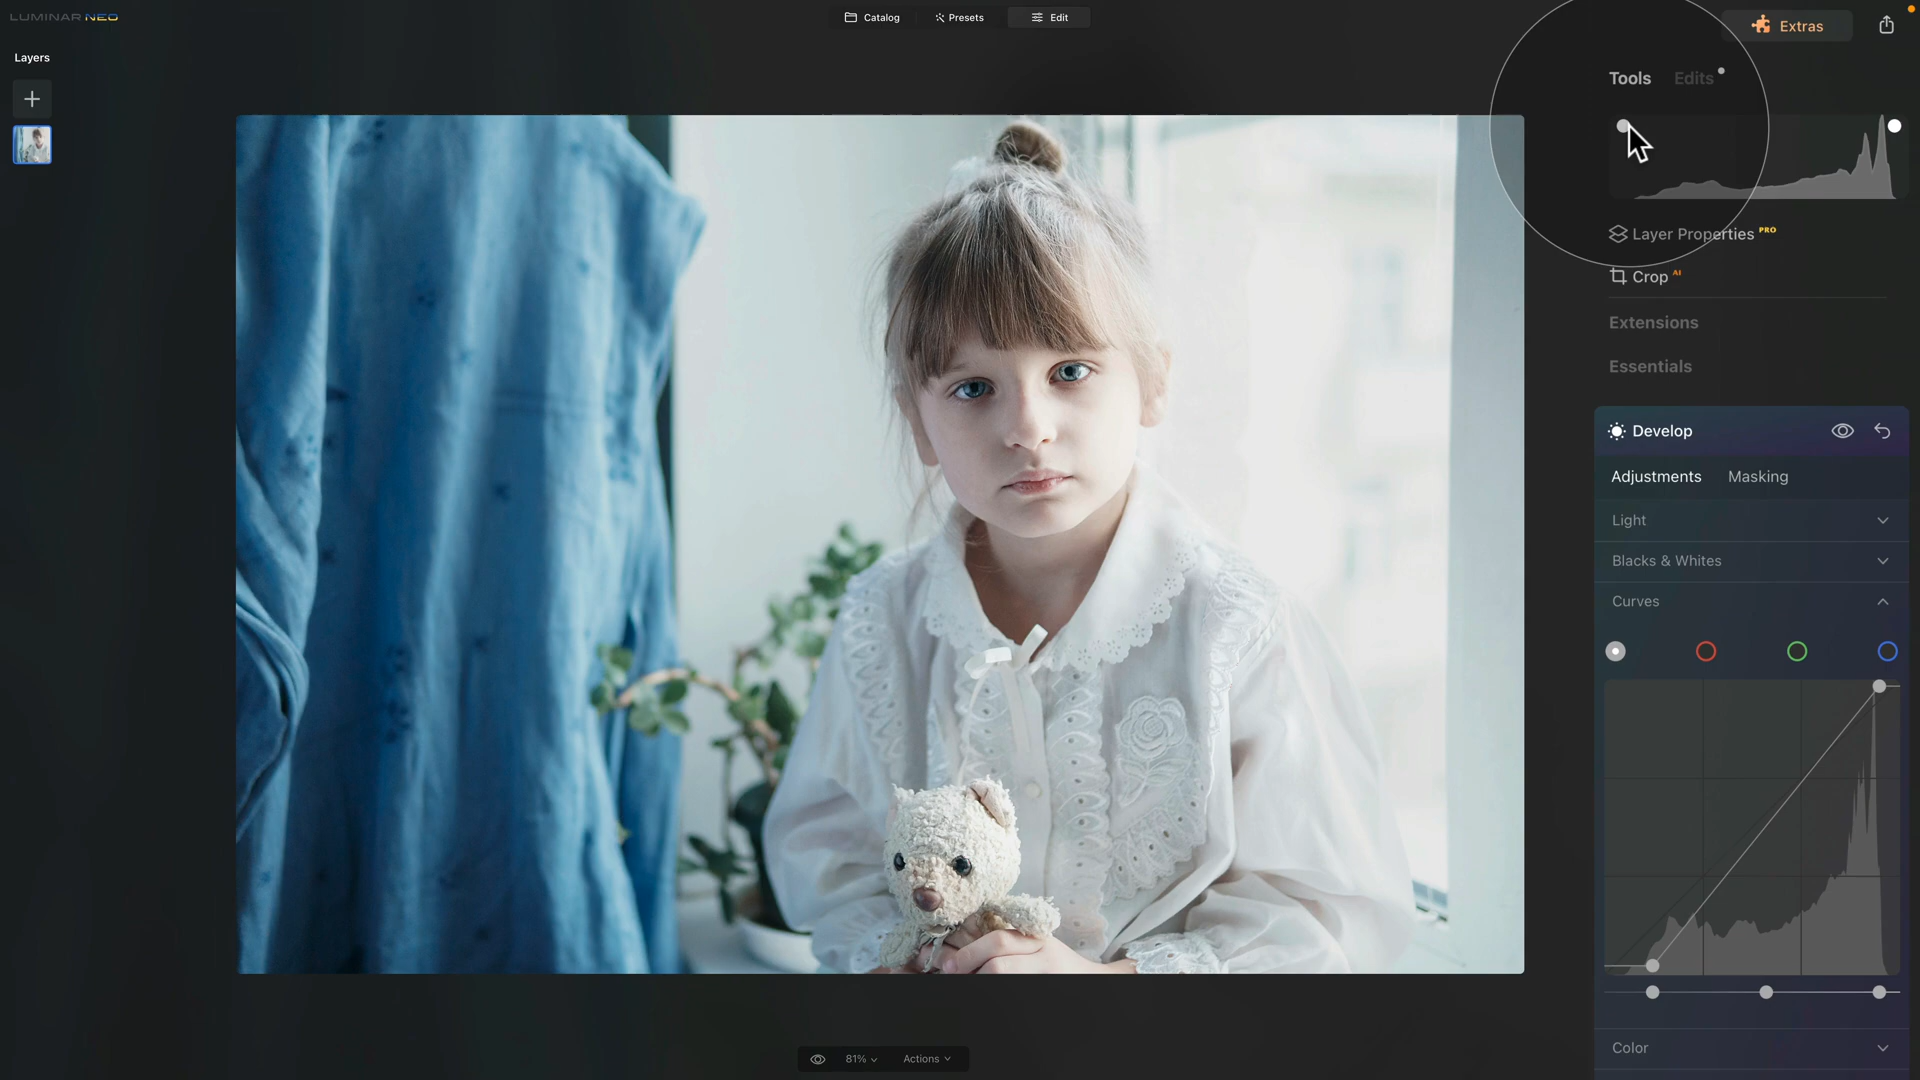 LUMINAR NEO
Catalog
Presets
Edit
Extras
Layers
Tools
Edits
Layer Properties PRO
Crop AI
Extensions
Essentials
Develop
Adjustments
Masking
Light
Blacks & Whites
Curves
Color
81%
Actions